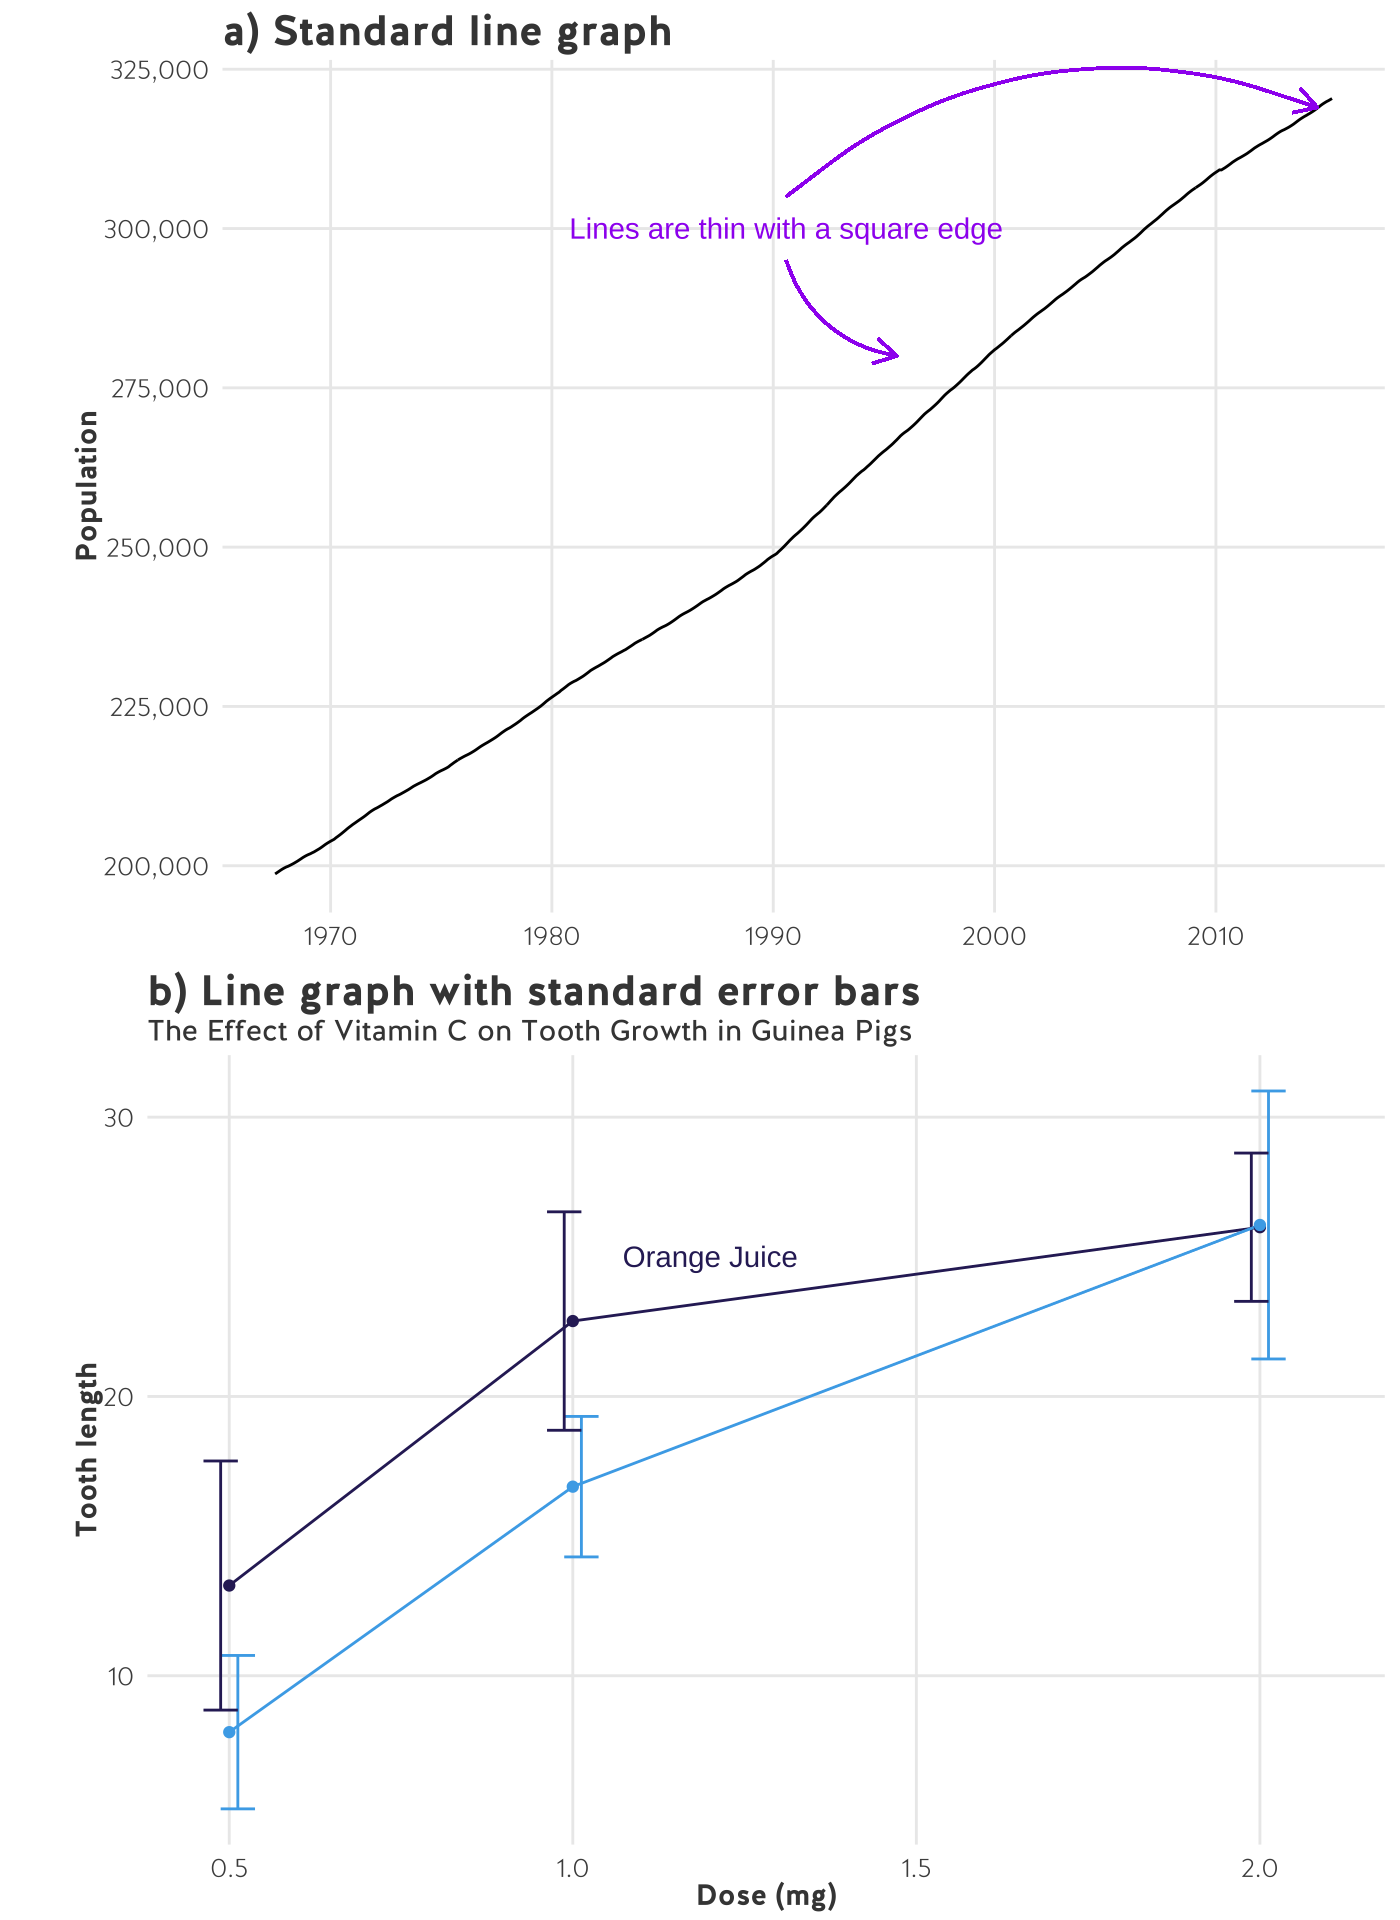 a) Standard line graph
325,000
300,000
275,000
250,000
225,000
200,000
Population
Lines are thin with a square edge
1970 1980 1990 2000 2010
b) Line graph with standard error bars
The Effect of Vitamin C on Tooth Growth in Guinea Pigs
30
20
10
Tooth length
Orange Juice
0.5 1.0 1.5 2.0
Dose (mg)